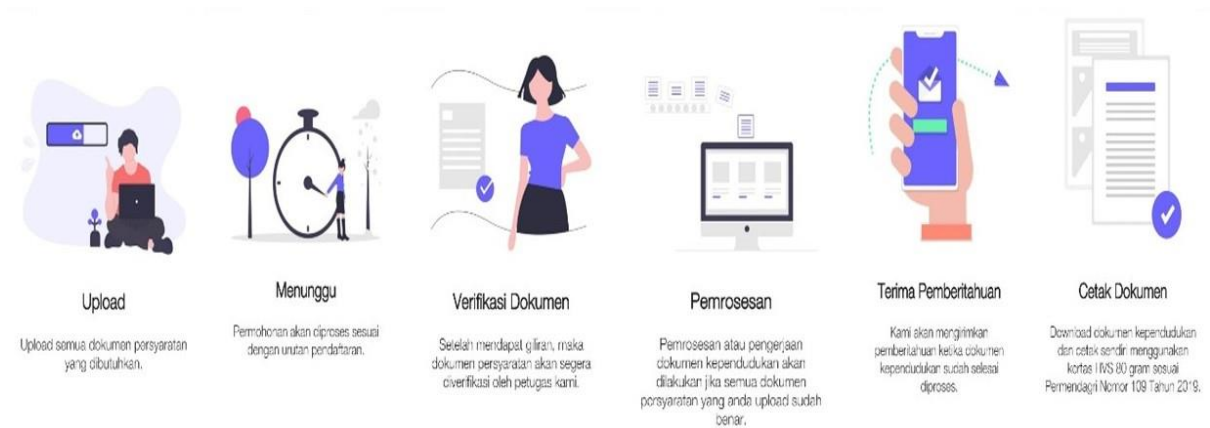 Upload
Upload semua dokumen persyaratan
yang dibutuhkan.
Menunggu
Permohonan akan diproses sesuai
dengan urutan pendaftaran.
Verifikasi Dokumen
Setelah mendapat giliran, maka
dokumen persyaratan akan segera
diverifikasi oleh petugas kami.
Pemrosesan
Pemrosesan atau pengerjaan
dokumen kependudukan akan
dilakukan jika semua dokumen
persyaratan yang anda upload sudah
benar.
Terima Pemberitahuan
Kami akan mengirimkan
pemberitahuan ketika dokumen
kependudukan sudah selesai
diproses.
Cetak Dokumen
Download dokumen kependudukan
dan cetak sendiri menggunakan
kertas HVS 80 gram sesuai
Permendagri Nomor 109 Tahun 2019.